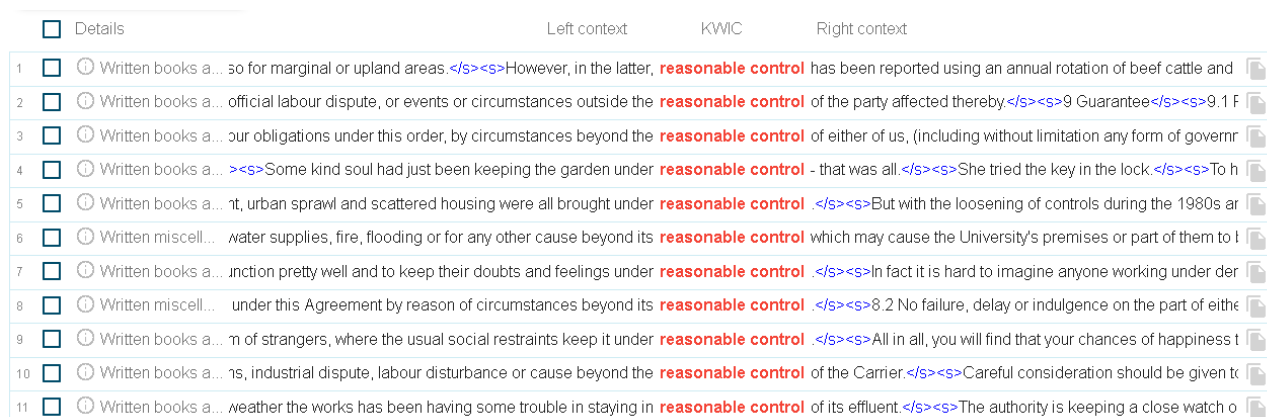 Details Left context KWIC Right context
1 Written books a... so for marginal or upland areas.</s><s>However, in the latter, reasonable control has been reported using an annual rotation of beef cattle and
2 Written books a... official labour dispute, or events or circumstances outside the reasonable control of the party affected thereby.</s><s>9 Guarantee</s><s>9.1
3 Written books a... our obligations under this order, by circumstances beyond the reasonable control of either of us, (including without limitation any form of
4 Written books a... ><s>Some kind soul had just been keeping the garden under reasonable control - that was all.</s><s>She tried the key in the lock.</s><s>To
5 Written books a... urban sprawl and scattered housing were all brought under reasonable control .</s><s>But with the loosening of controls during the 1980s
6 Written miscell... water supplies, fire, flooding or for any other cause beyond its reasonable control which may cause the University's premises or part of them to
7 Written books a... unction pretty well and to keep their doubts and feelings under reasonable control .</s><s>In fact it is hard to imagine anyone working under
8 Written miscell... under this Agreement by reason of circumstances beyond its reasonable control .</s><s>8.2 No failure, delay or indulgence on the part of
9 Written books a... m of strangers, where the usual social restraints keep it under reasonable control .</s><s>All in all, you will find that your chances of happiness
10 Written books a... ns, industrial dispute, labour disturbance or cause beyond the reasonable control of the Carrier.</s><s>Careful consideration should be given
11 Written books a... weather the works has been having some trouble in staying in reasonable control of its effluent.</s><s>The authority is keeping a close watch